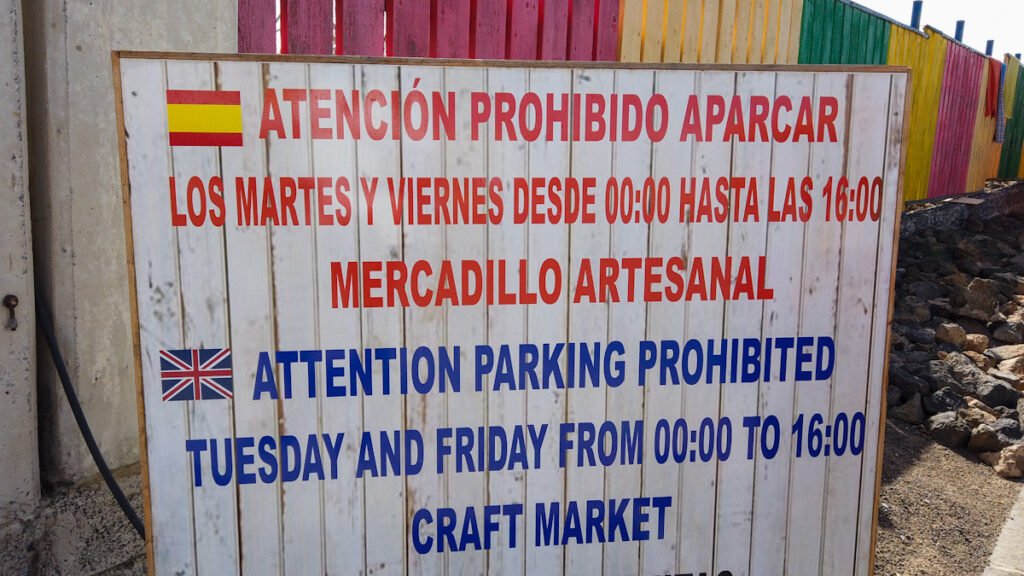 ATENCIÓN PROHIBIDO APARCAR
LOS MARTES Y VIERNES DESDE 00:00 HASTA LAS 16:00
MERCADILLO ARTESANAL
ATTENTION PARKING PROHIBITED
TUESDAY AND FRIDAY FROM 00:00 TO 16:00
CRAFT MARKET